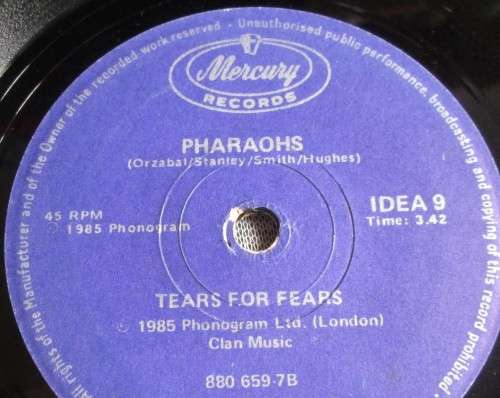 All rights of the Manufacturer and of the Owner of the recorded work reserved - Unauthorised public performance, broadcasting and copying of this record prohibited
Mercury
RECORDS
PHARAOHS
(Orzabal/Stanley/Smith/Hughes)
45 RPM
℗ 1985 Phonogram
IDEA 9
Time: 3.42
TEARS FOR FEARS
© 1985 Phonogram Ltd. (London)
Clan Music
880 659-7B